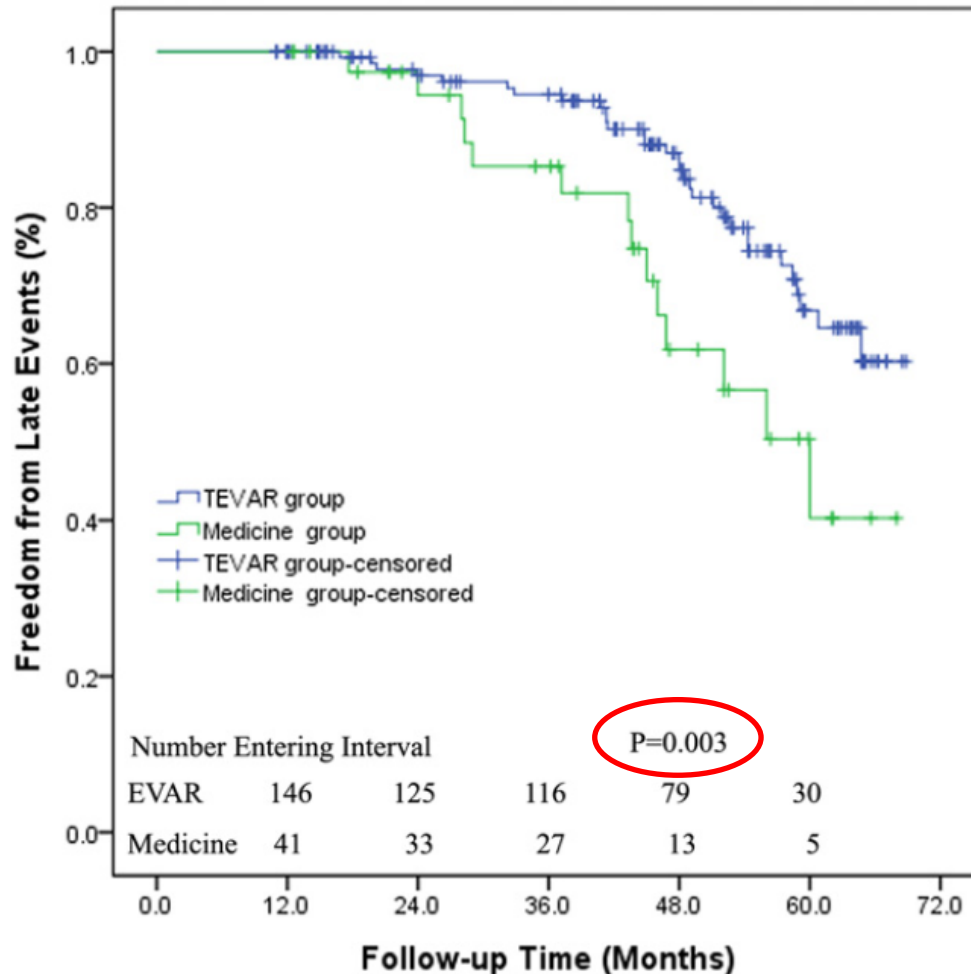 Freedom from Late Events (%)
1.0
0.8
0.6
0.4
0.2
0.0
TEVAR group
Medicine group
TEVAR group-censored
Medicine group-censored
Number Entering Interval
P=0.003
EVAR 146 125 116 79 30
Medicine 41 33 27 13 5
0.0 12.0 24.0 36.0 48.0 60.0 72.0
Follow-up Time (Months)